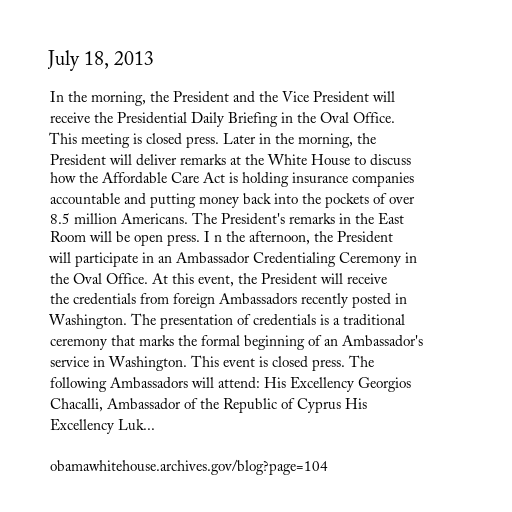 July 18, 2013
In the morning, the President and the Vice President will
receive the Presidential Daily Briefing in the Oval Office.
This meeting is closed press. Later in the morning, the
President will deliver remarks at the White House to discuss
how the Affordable Care Act is holding insurance companies
accountable and putting money back into the pockets of over
8.5 million Americans. The President's remarks in the East
Room will be open press. I n the afternoon, the President
will participate in an Ambassador Credentialing Ceremony in
the Oval Office. At this event, the President will receive
the credentials from foreign Ambassadors recently posted in
Washington. The presentation of credentials is a traditional
ceremony that marks the formal beginning of an Ambassador's
service in Washington. This event is closed press. The
following Ambassadors will attend: His Excellency Georgios
Chacalli, Ambassador of the Republic of Cyprus His
Excellency Luk...
obamawhitehouse.archives.gov/blog?page=104